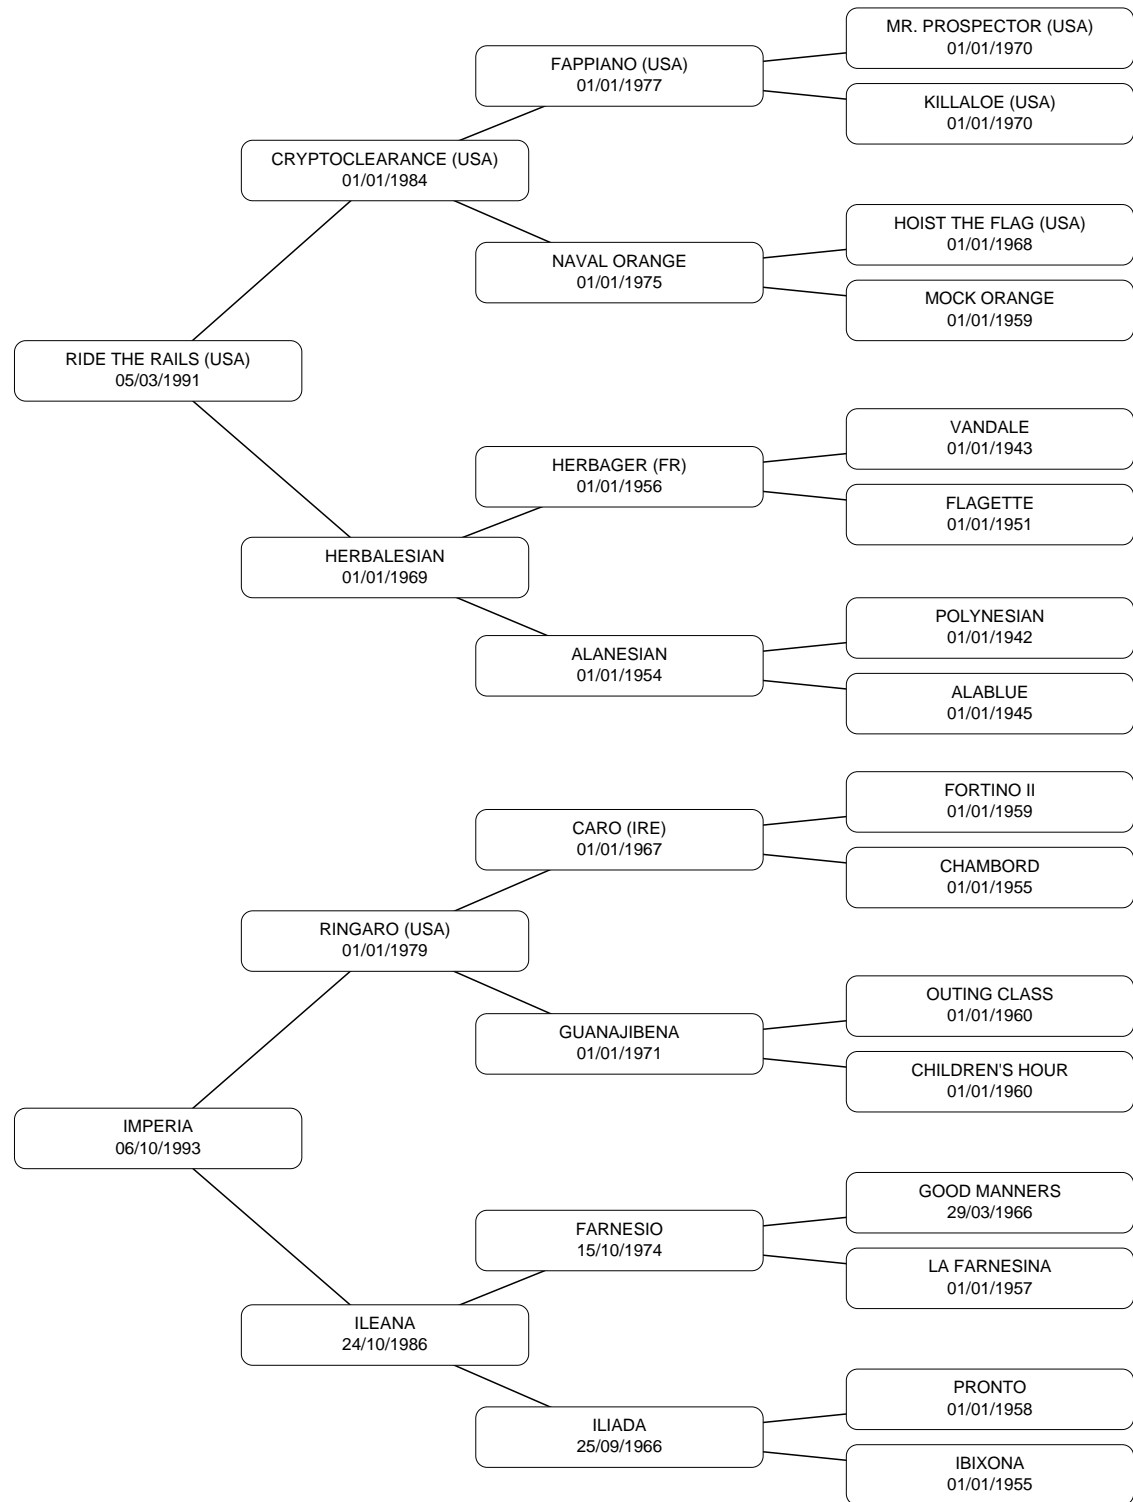 MR. PROSPECTOR (USA)
01/01/1970
FAPPIANO (USA)
01/01/1977
KILLALOE (USA)
01/01/1970
CRYPTOCLEARANCE (USA)
01/01/1984
HOIST THE FLAG (USA)
01/01/1968
NAVAL ORANGE
01/01/1975
MOCK ORANGE
01/01/1959
RIDE THE RAILS (USA)
05/03/1991
VANDALE
01/01/1943
HERBAGER (FR)
01/01/1956
FLAGETTE
01/01/1951
HERBALESIAN
01/01/1969
POLYNESIAN
01/01/1942
ALANESIAN
01/01/1954
ALABLUE
01/01/1945
FORTINO II
01/01/1959
CARO (IRE)
01/01/1967
CHAMBORD
01/01/1955
RINGARO (USA)
01/01/1979
OUTING CLASS
01/01/1960
GUANAJIBENA
01/01/1971
CHILDREN'S HOUR
01/01/1960
IMPERIA
06/10/1993
GOOD MANNERS
29/03/1966
FARNESIO
15/10/1974
LA FARNESINA
01/01/1957
ILEANA
24/10/1986
PRONTO
01/01/1958
ILIADA
25/09/1966
IBIXONA
01/01/1955